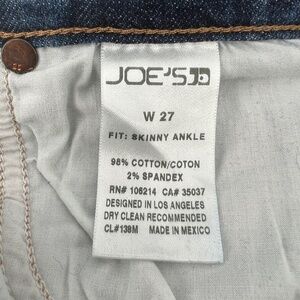 JOE'S
W 27
FIT: SKINNY ANKLE
98% COTTON/COTON
2% SPANDEX
RN# 106214 CA# 35037
DESIGNED IN LOS ANGELES
DRY CLEAN RECOMMENDED
CL#138M MADE IN MEXICO